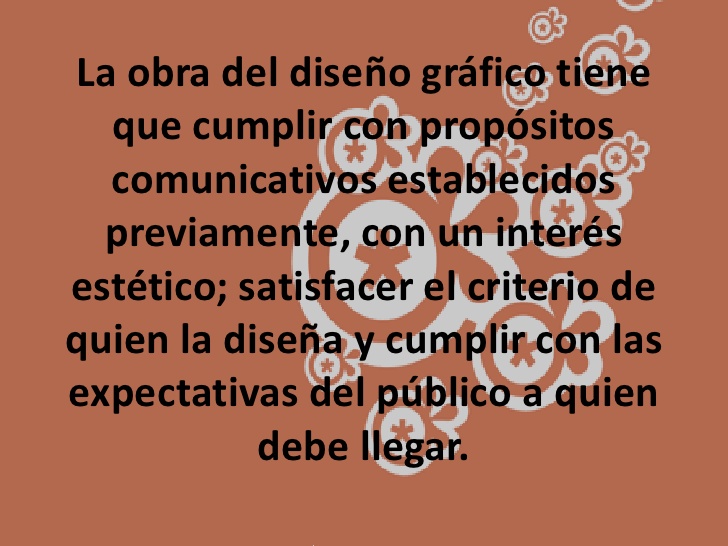 La obra del diseño gráfico tiene
que cumplir con propósitos
comunicativos establecidos
previamente, con un interés
estético; satisfacer el criterio de
quien la diseña y cumplir con las
expectativas del público a quien
debe llegar.